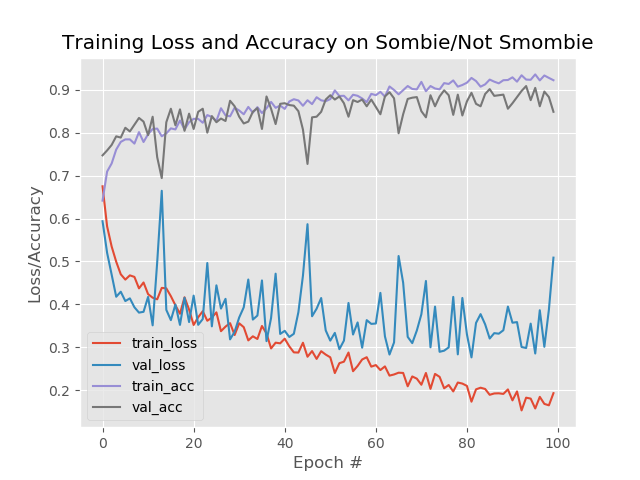 Training Loss and Accuracy on Sombie/Not Smombie
0.9
0.8
0.7
0.6
0.5
0.4
0.3
0.2
Loss/Accuracy
train_loss
val_loss
train_acc
val_acc
0 20 40 60 80 100
Epoch #